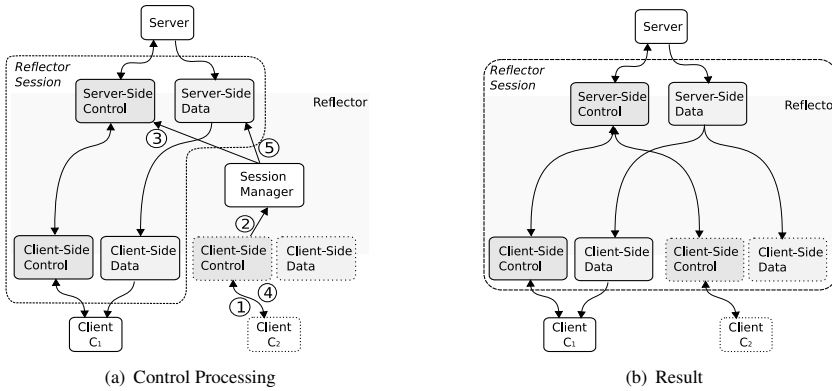 Server
Reflector
Session
Server-Side
Control
Server-Side
Data
Reflector
③
⑤
Session
Manager
②
Client-Side
Control
Client-Side
Data
Client-Side
Control
Client-Side
Data
①
④
Client
C₁
Client
C₂
(a) Control Processing
Server
Reflector
Session
Server-Side
Control
Server-Side
Data
Reflecto
Client-Side
Control
Client-Side
Data
Client-Side
Control
Client-Side
Data
Client
C₁
Client
C₂
(b) Result